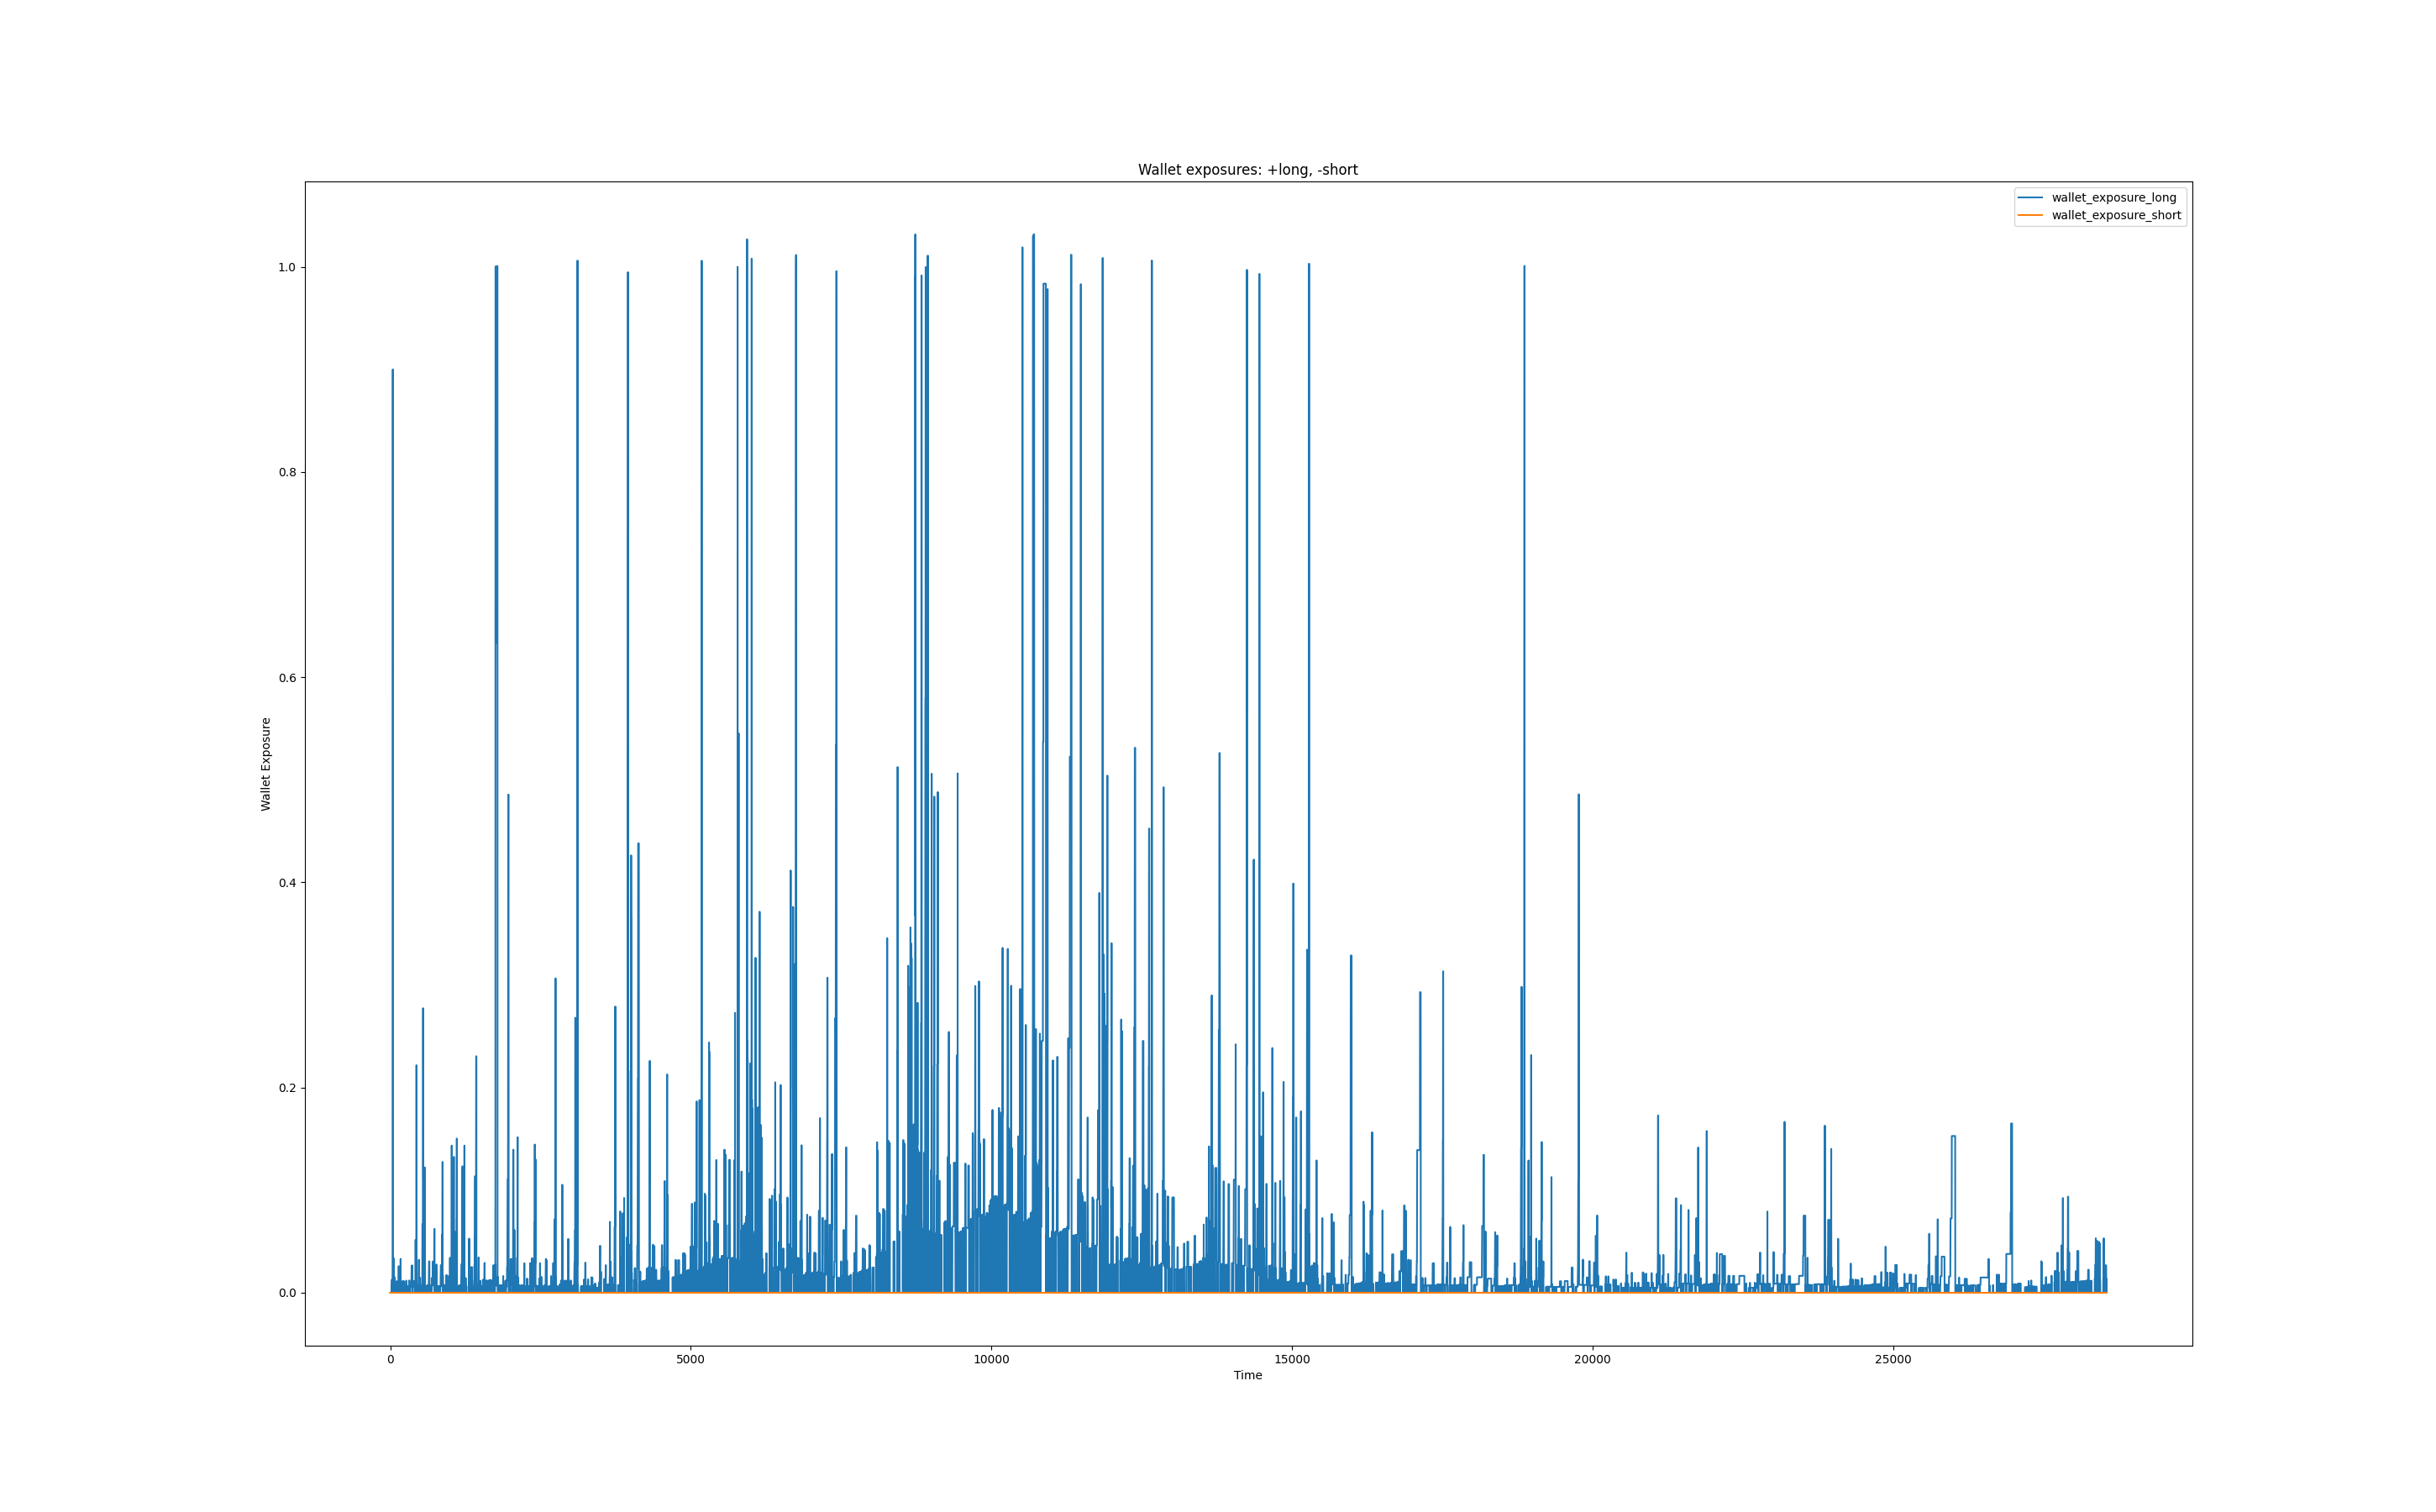 Wallet exposures: +long, -short
wallet_exposure_long
wallet_exposure_short
1.0
0.8
0.6
0.4
0.2
0.0
Wallet Exposure
0 5000 10000 15000 20000 25000
Time